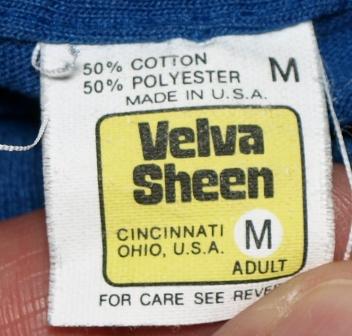 50% COTTON
50% POLYESTER M
MADE IN U.S.A.
Velva
Sheen
CINCINNATI
OHIO, U.S.A. M
ADULT
FOR CARE SEE